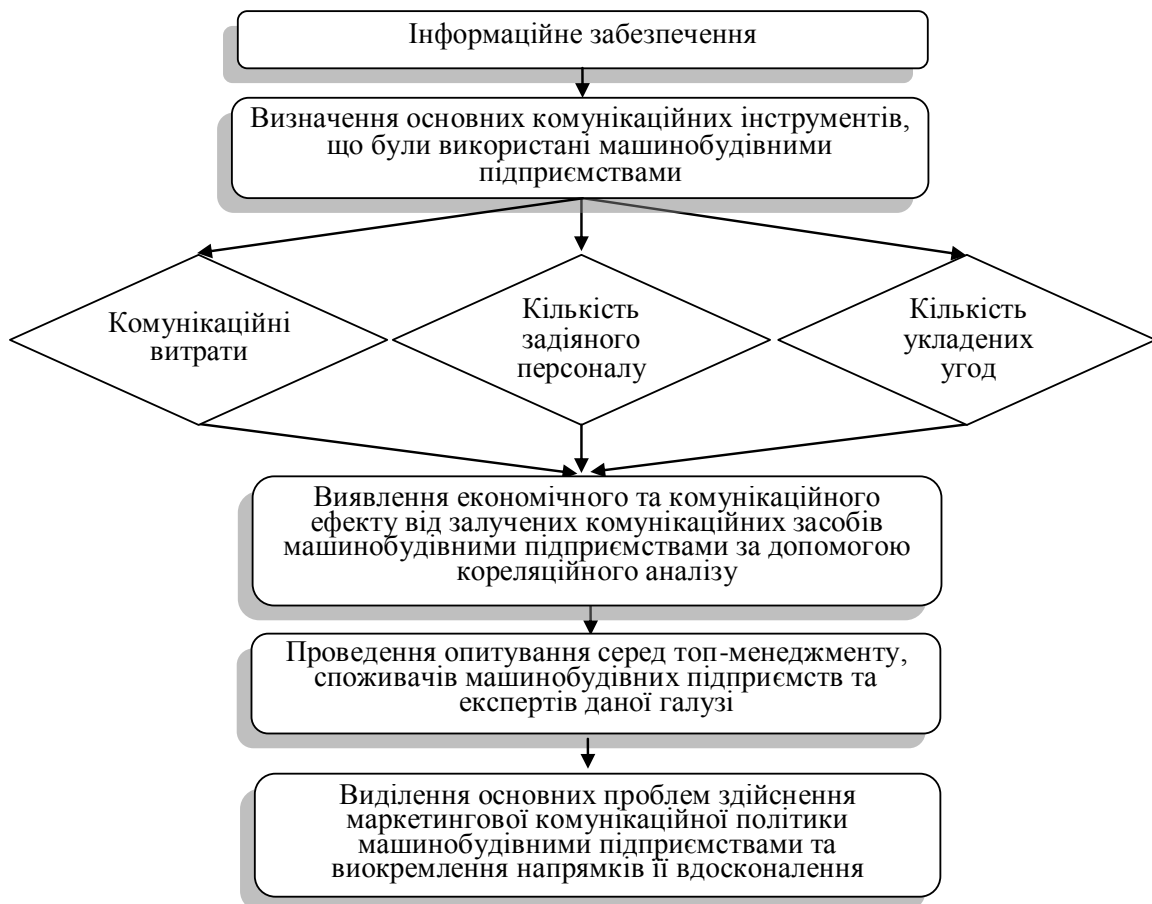 Інформаційне забезпечення
Визначення основних комунікаційних інструментів,
що були використані машинобудівними
підприємствами
Комунікаційні
витрати
Кількість
задіяного
персоналу
Кількість
укладених
угод
Виявлення економічного та комунікаційного
ефекту від залучених комунікаційних засобів
машинобудівними підприємствами за допомогою
кореляційного аналізу
Проведення опитування серед топ-менеджменту,
споживачів машинобудівних підприємств та
експертів даної галузі
Виділення основних проблем здійснення
маркетингової комунікаційної політики
машинобудівними підприємствами та
виокремлення напрямків її вдосконалення